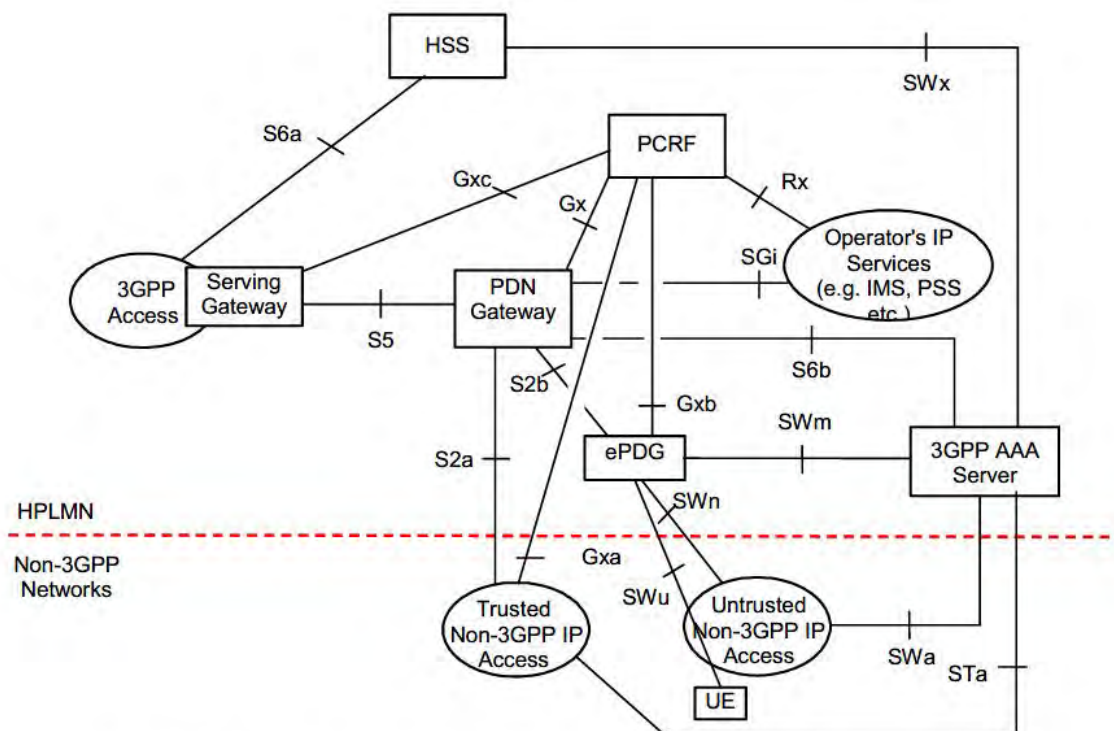 HSS
SWx
S6a
PCRF
Gxc
Rx
Gx
Operator's IP
Services
(e.g. IMS, PSS
etc.)
SGi
3GPP
Access
Serving
Gateway
PDN
Gateway
S5
S2b
S6b
Gxb
SWm
ePDG
3GPP AAA
Server
S2a
SWn
HPLMN
Non-3GPP
Networks
Gxa
SWu
Trusted
Non-3GPP IP
Access
Untrusted
Non-3GPP IP
Access
SWa
STa
UE